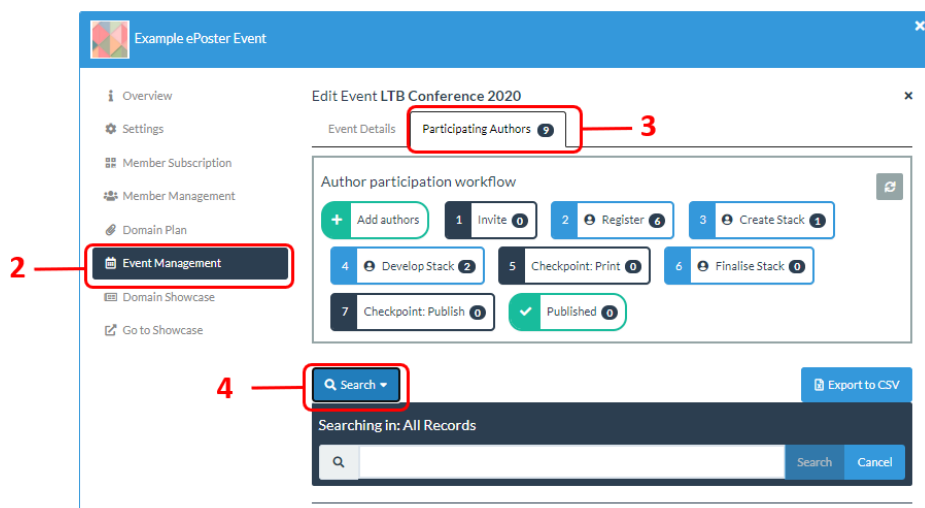 Example ePoster Event
×
Overview
Settings
Member Subscription
Member Management
Domain Plan
2
Event Management
Domain Showcase
Go to Showcase
Edit Event LTB Conference 2020
×
Event Details
Participating Authors 9
3
Author participation workflow
+ Add authors
1 Invite 0
2 Register 6
3 Create Stack 1
4 Develop Stack 2
5 Checkpoint: Print 0
6 Finalise Stack 0
7 Checkpoint: Publish 0
Published 0
4
Search
Export to CSV
Searching in: All Records
Search
Cancel